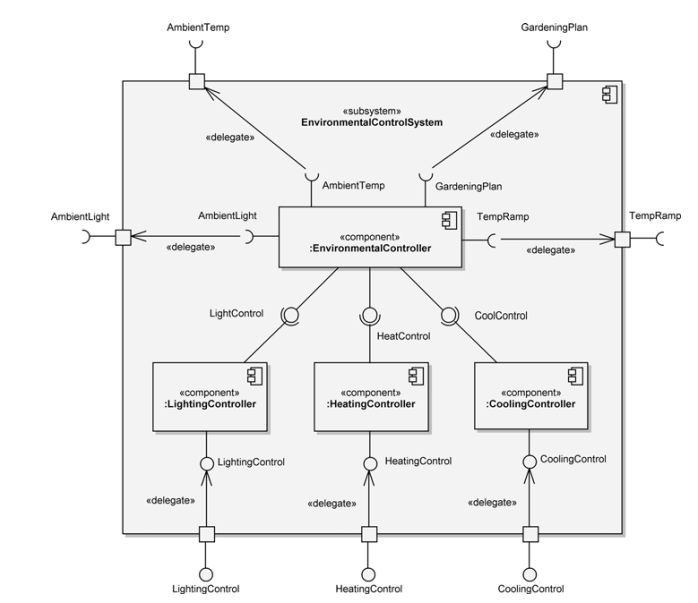 AmbientTemp
GardeningPlan
«subsystem»
EnvironmentalControlSystem
«delegate»
«delegate»
AmbientTemp
GardeningPlan
AmbientLight
AmbientLight
TempRamp
TempRamp
«component»
:EnvironmentalController
«delegate»
«delegate»
LightControl
CoolControl
HeatControl
«component»
:LightingController
«component»
:HeatingController
«component»
:CoolingController
LightingControl
HeatingControl
CoolingControl
«delegate»
«delegate»
«delegate»
LightingControl
HeatingControl
CoolingControl